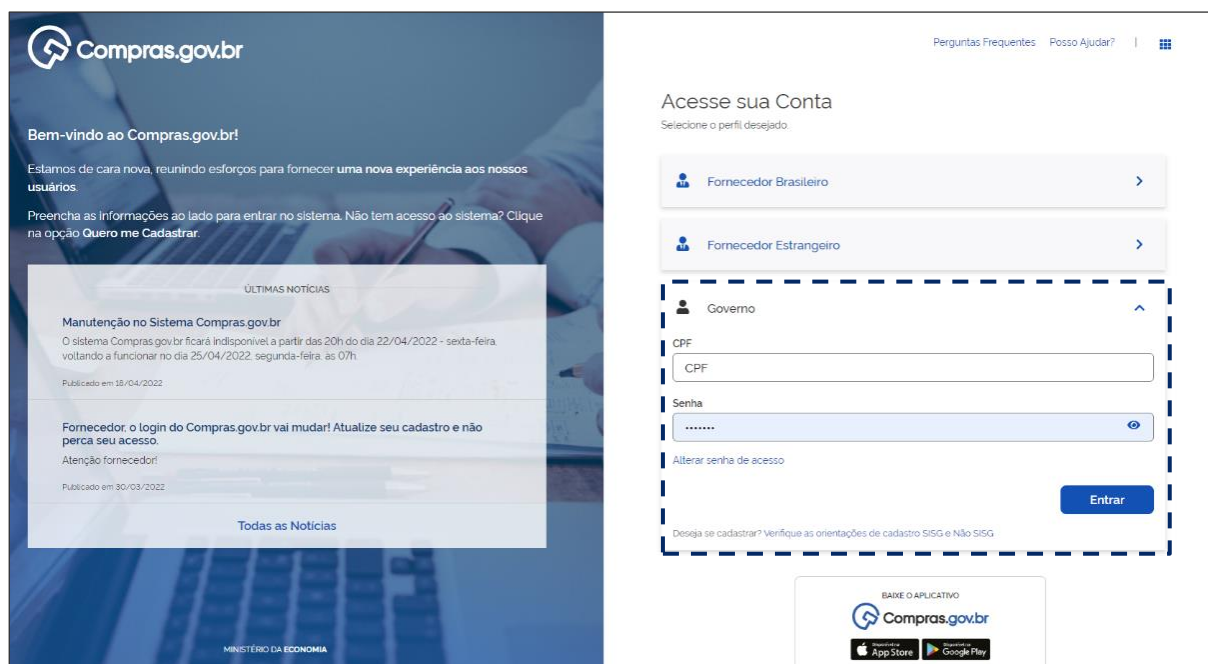 Compras.gov.br
Bem-vindo ao Compras.gov.br!
Estamos de cara nova, reunindo esforços para fornecer uma nova experiência aos nossos
usuários.
Preencha as informações ao lado para entrar no sistema. Não tem acesso ao sistema? Clique
na opção Quero me Cadastrar.
ÚLTIMAS NOTÍCIAS
Manutenção no Sistema Compras.gov.br
O sistema Compras.gov.br ficará indisponível a partir das 20h do dia 22/04/2022 - sexta-feira,
voltando a funcionar no dia 25/04/2022, segunda-feira, às 07h.
Publicado em 18/04/2022
Fornecedor, o login do Compras.gov.br vai mudar! Atualize seu cadastro e não
perca seu acesso.
Atenção fornecedor!
Publicado em 30/03/2022
Todas as Notícias
MINISTÉRIO DA ECONOMIA
Perguntas Frequentes Posso Ajudar? |
Acesse sua Conta
Selecione o perfil desejado.
Fornecedor Brasileiro
Fornecedor Estrangeiro
Governo
CPF
CPF
Senha
•••••••
Alterar senha de acesso
Entrar
Deseja se cadastrar? Verifique as orientações de cadastro SISG e Não SISG
BAIXE O APLICATIVO
Compras.gov.br
Disponível na
App Store
Disponível no
Google Play